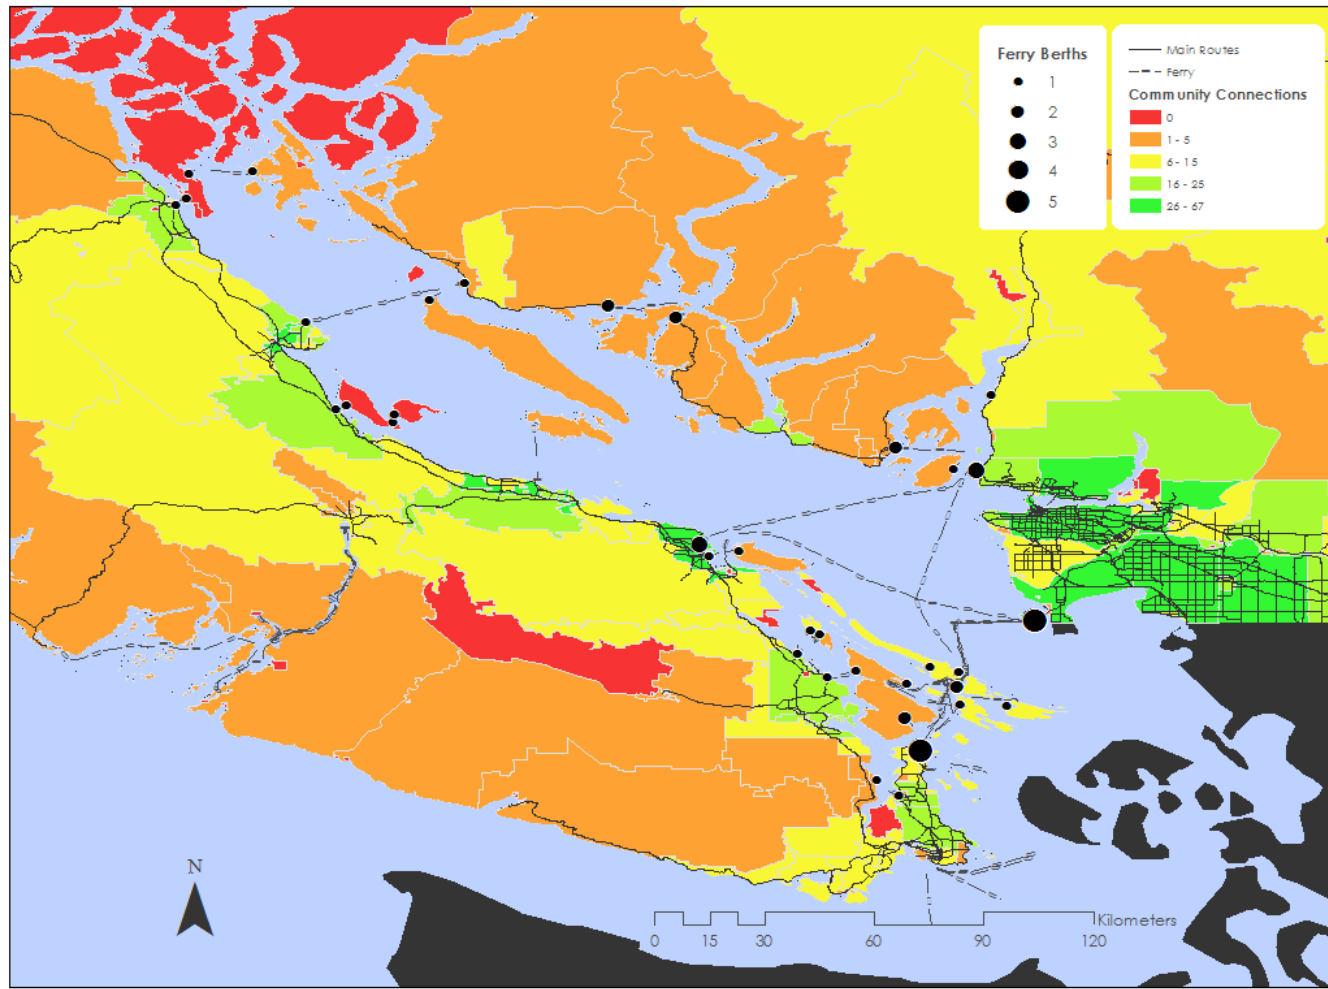 Ferry Berths
1
2
3
4
5
Main Routes
Ferry
Community Connections
0
1 - 5
6 - 15
16 - 25
26 - 67
N
Kilometers
0 15 30 60 90 120